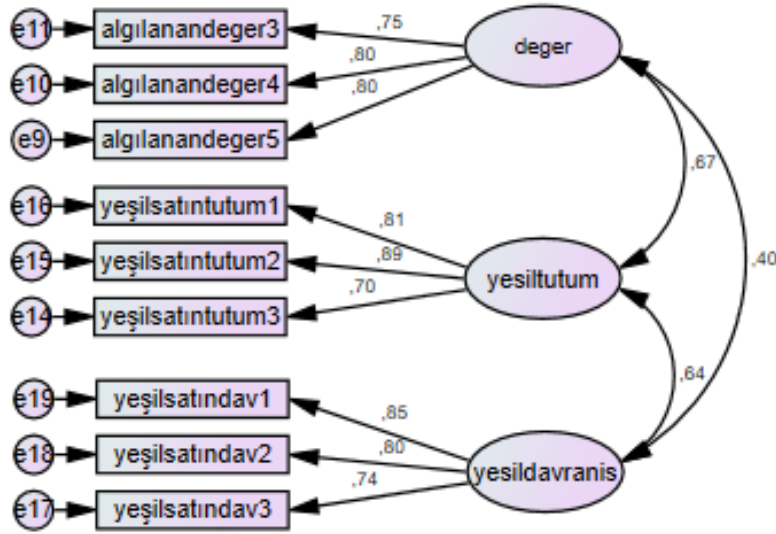 e11 algılanandeger3 ,75 deger
e10 algılanandeger4 ,80
e9 algılanandeger5 ,80
,67
e16 yeşilsatıntutum1 ,81
e15 yeşilsatıntutum2 ,89 yesiltutum ,40
e14 yeşilsatıntutum3 ,70
,64
e19 yeşilsatındav1 ,85
e18 yeşilsatındav2 ,80 yesildavranis
e17 yeşilsatındav3 ,74